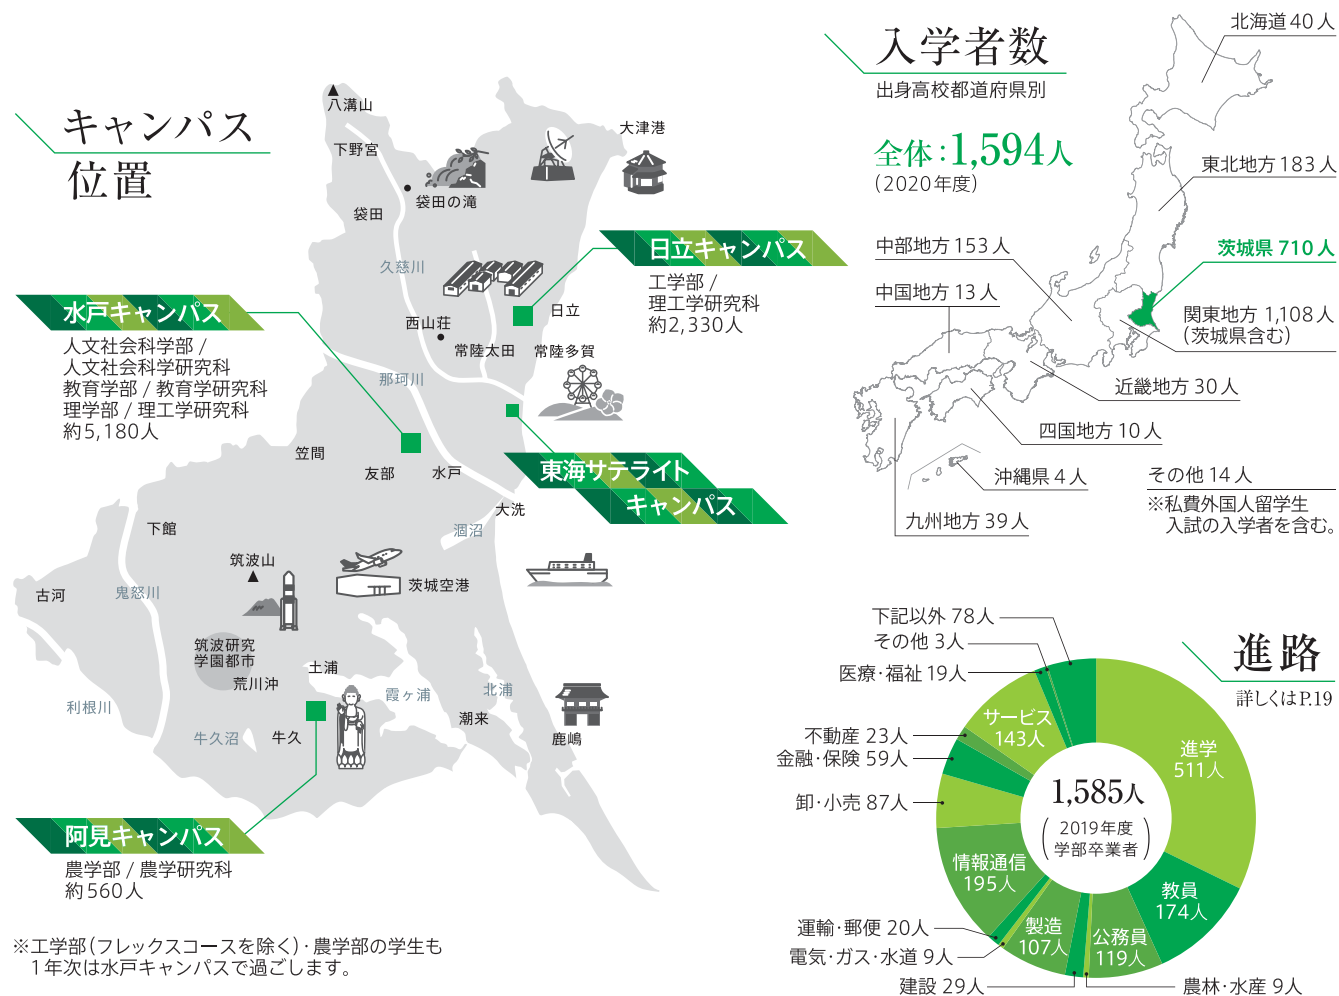 キャンパス
位置
八溝山
下野宮
大津港
袋田の滝
袋田
久慈川
日立キャンパス
工学部 /
理工学研究科
約2,330人
日立
水戸キャンパス
人文社会科学部 /
人文社会科学研究科
教育学部 / 教育学研究科
理学部 / 理工学研究科
約5,180人
西山荘
常陸太田
常陸多賀
那珂川
笠間
友部
水戸
東海サテライト
キャンパス
大洗
涸沼
下館
筑波山
茨城空港
古河
鬼怒川
筑波研究
学園都市
荒川沖
土浦
霞ヶ浦
北浦
利根川
潮来
牛久沼
牛久
鹿嶋
阿見キャンパス
農学部 / 農学研究科
約560人
※工学部(フレックスコースを除く)・農学部の学生も
1年次は水戸キャンパスで過ごします。
入学者数
出身高校都道府県別
全体:1,594人
(2020年度)
北海道 40人
東北地方 183人
茨城県 710人
中部地方 153人
中国地方 13人
関東地方 1,108人
(茨城県含む)
近畿地方 30人
四国地方 10人
沖縄県 4人
九州地方 39人
その他 14人
※私費外国人留学生
入試の入学者を含む。
進路
詳しくはP.19
下記以外 78人
その他 3人
医療・福祉 19人
サービス
143人
不動産 23人
金融・保険 59人
卸・小売 87人
情報通信
195人
運輸・郵便 20人
電気・ガス・水道 9人
製造
107人
建設 29人
農林・水産 9人
公務員
119人
教員
174人
進学
511人
1,585人
(2019年度
学部卒業者)